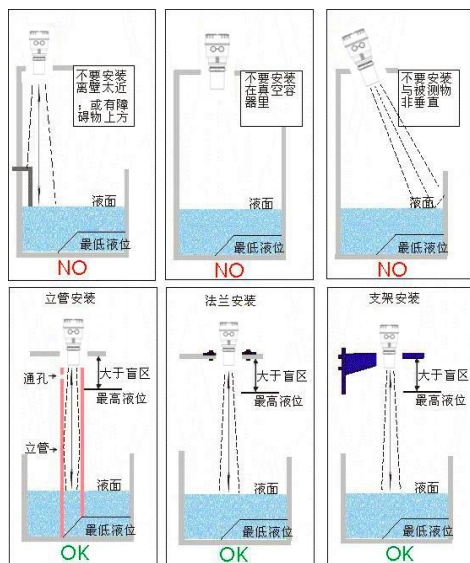 不要安装
离壁太近
；或有障
碍物上方
液面
最低液位
NO
不要安装
在真空容
器里
液面
最低液位
NO
不要安装
与被测物
非垂直
液面
最低液位
NO
立管安装
通孔
大于盲区
最高液位
立管
液面
最低液位
OK
法兰安装
大于盲区
最高液位
液面
最低液位
OK
支架安装
大于盲区
最高液位
液面
最低液位
OK